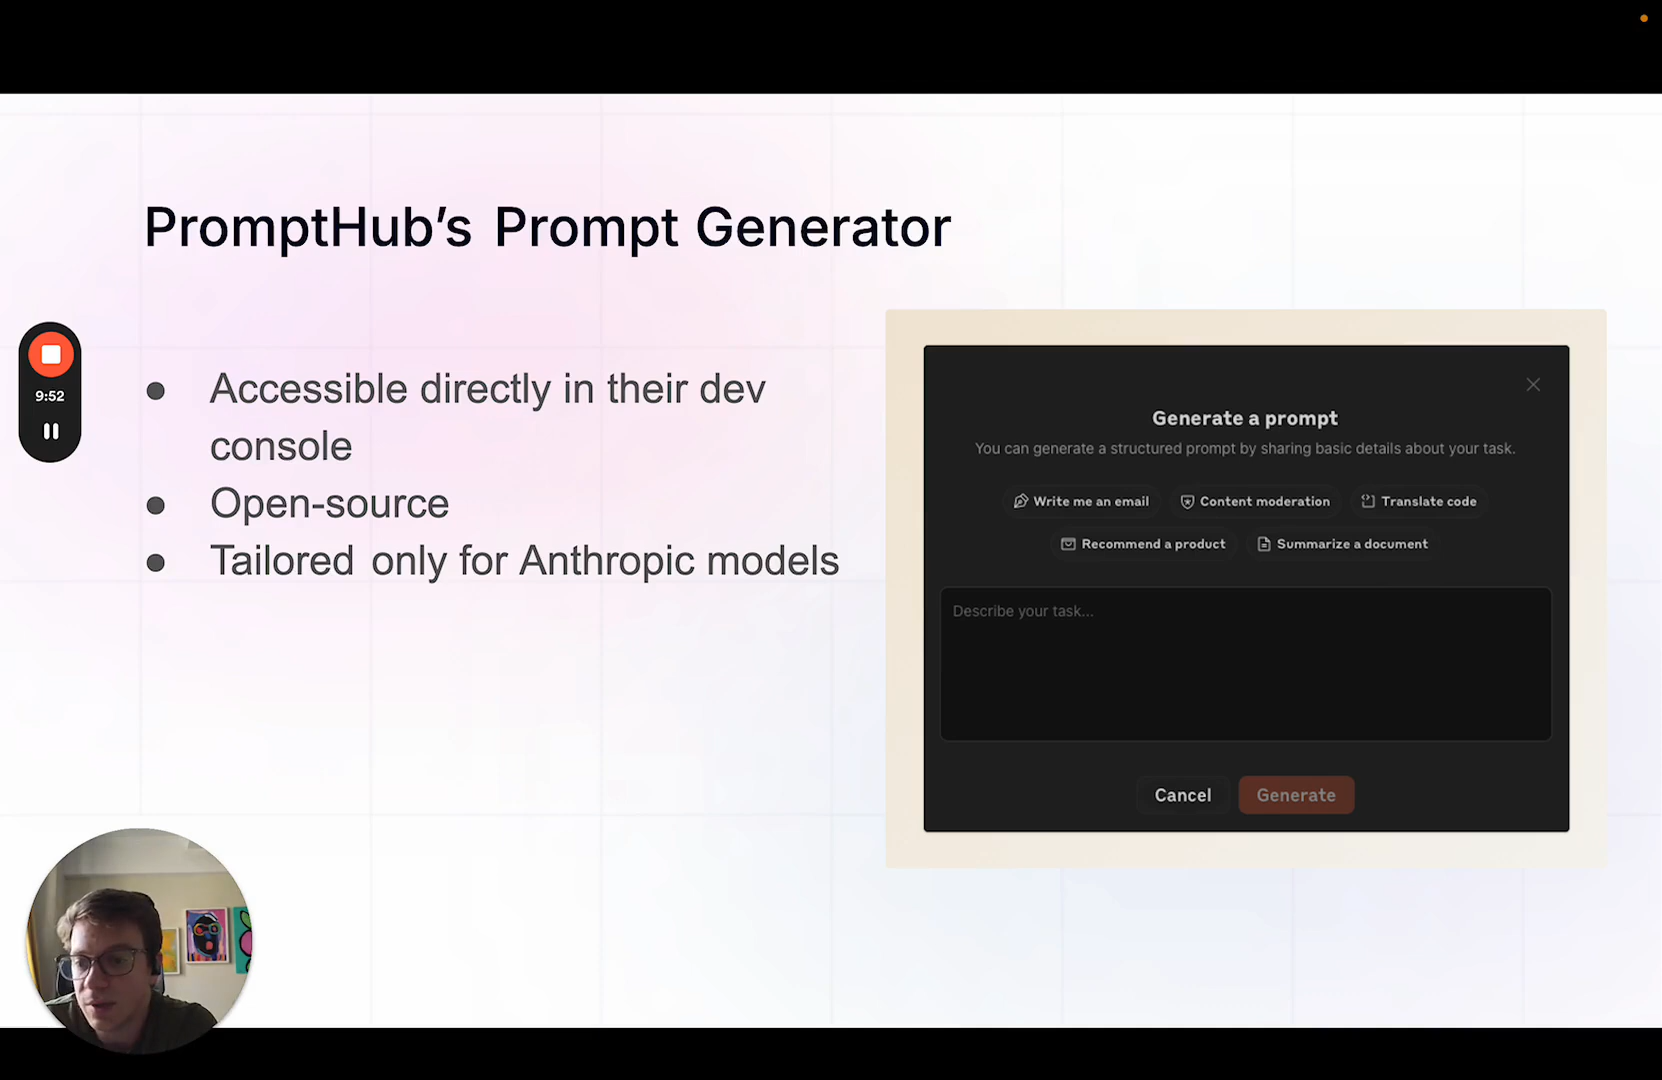 PromptHub’s Prompt Generator
9:52
● Accessible directly in their dev
console
● Open-source
● Tailored only for Anthropic models
Generate a prompt
You can generate a structured prompt by sharing basic details about your task.
Write me an email
Content moderation
Translate code
Recommend a product
Summarize a document
Describe your task...
Cancel
Generate